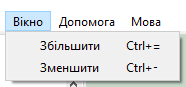 Вікно Допомога Мова
Збільшити Ctrl+=
Зменшити Ctrl+-